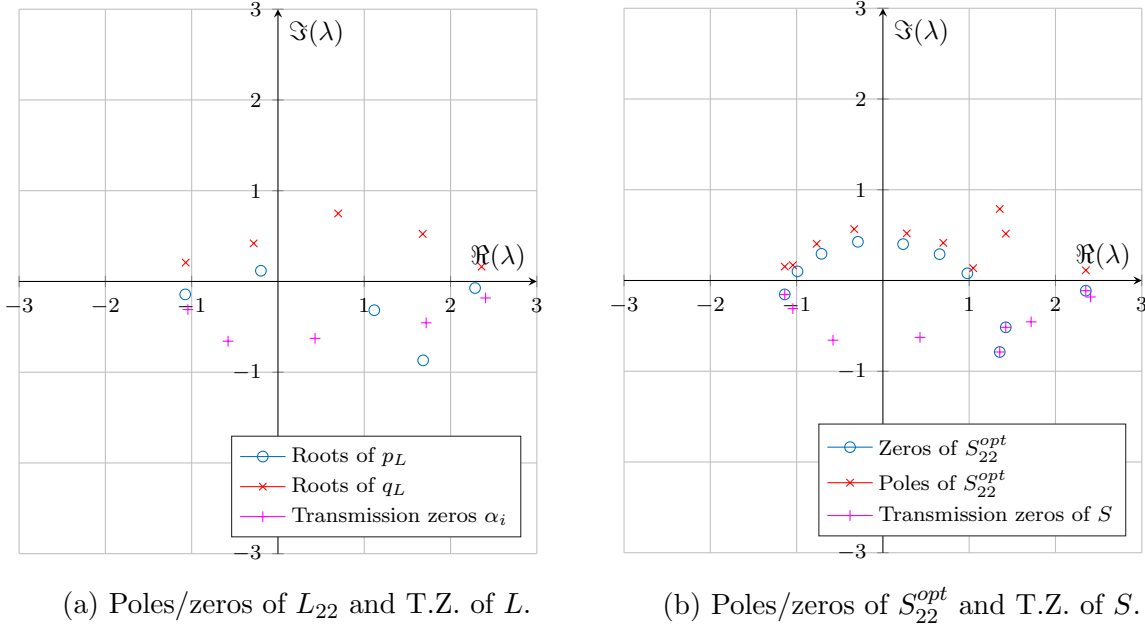 3
ℑ(λ)
2
1
ℜ(λ)
−3 −2 −1 1 2 3
−1
Roots of p_L
Roots of q_L
Transmission zeros α_i
−3
(a) Poles/zeros of L_22 and T.Z. of L.
3
ℑ(λ)
2
1
ℜ(λ)
−3 −2 −1 1 2 3
−1
Zeros of S_22^opt
Poles of S_22^opt
Transmission zeros of S
−3
(b) Poles/zeros of S_22^opt and T.Z. of S.